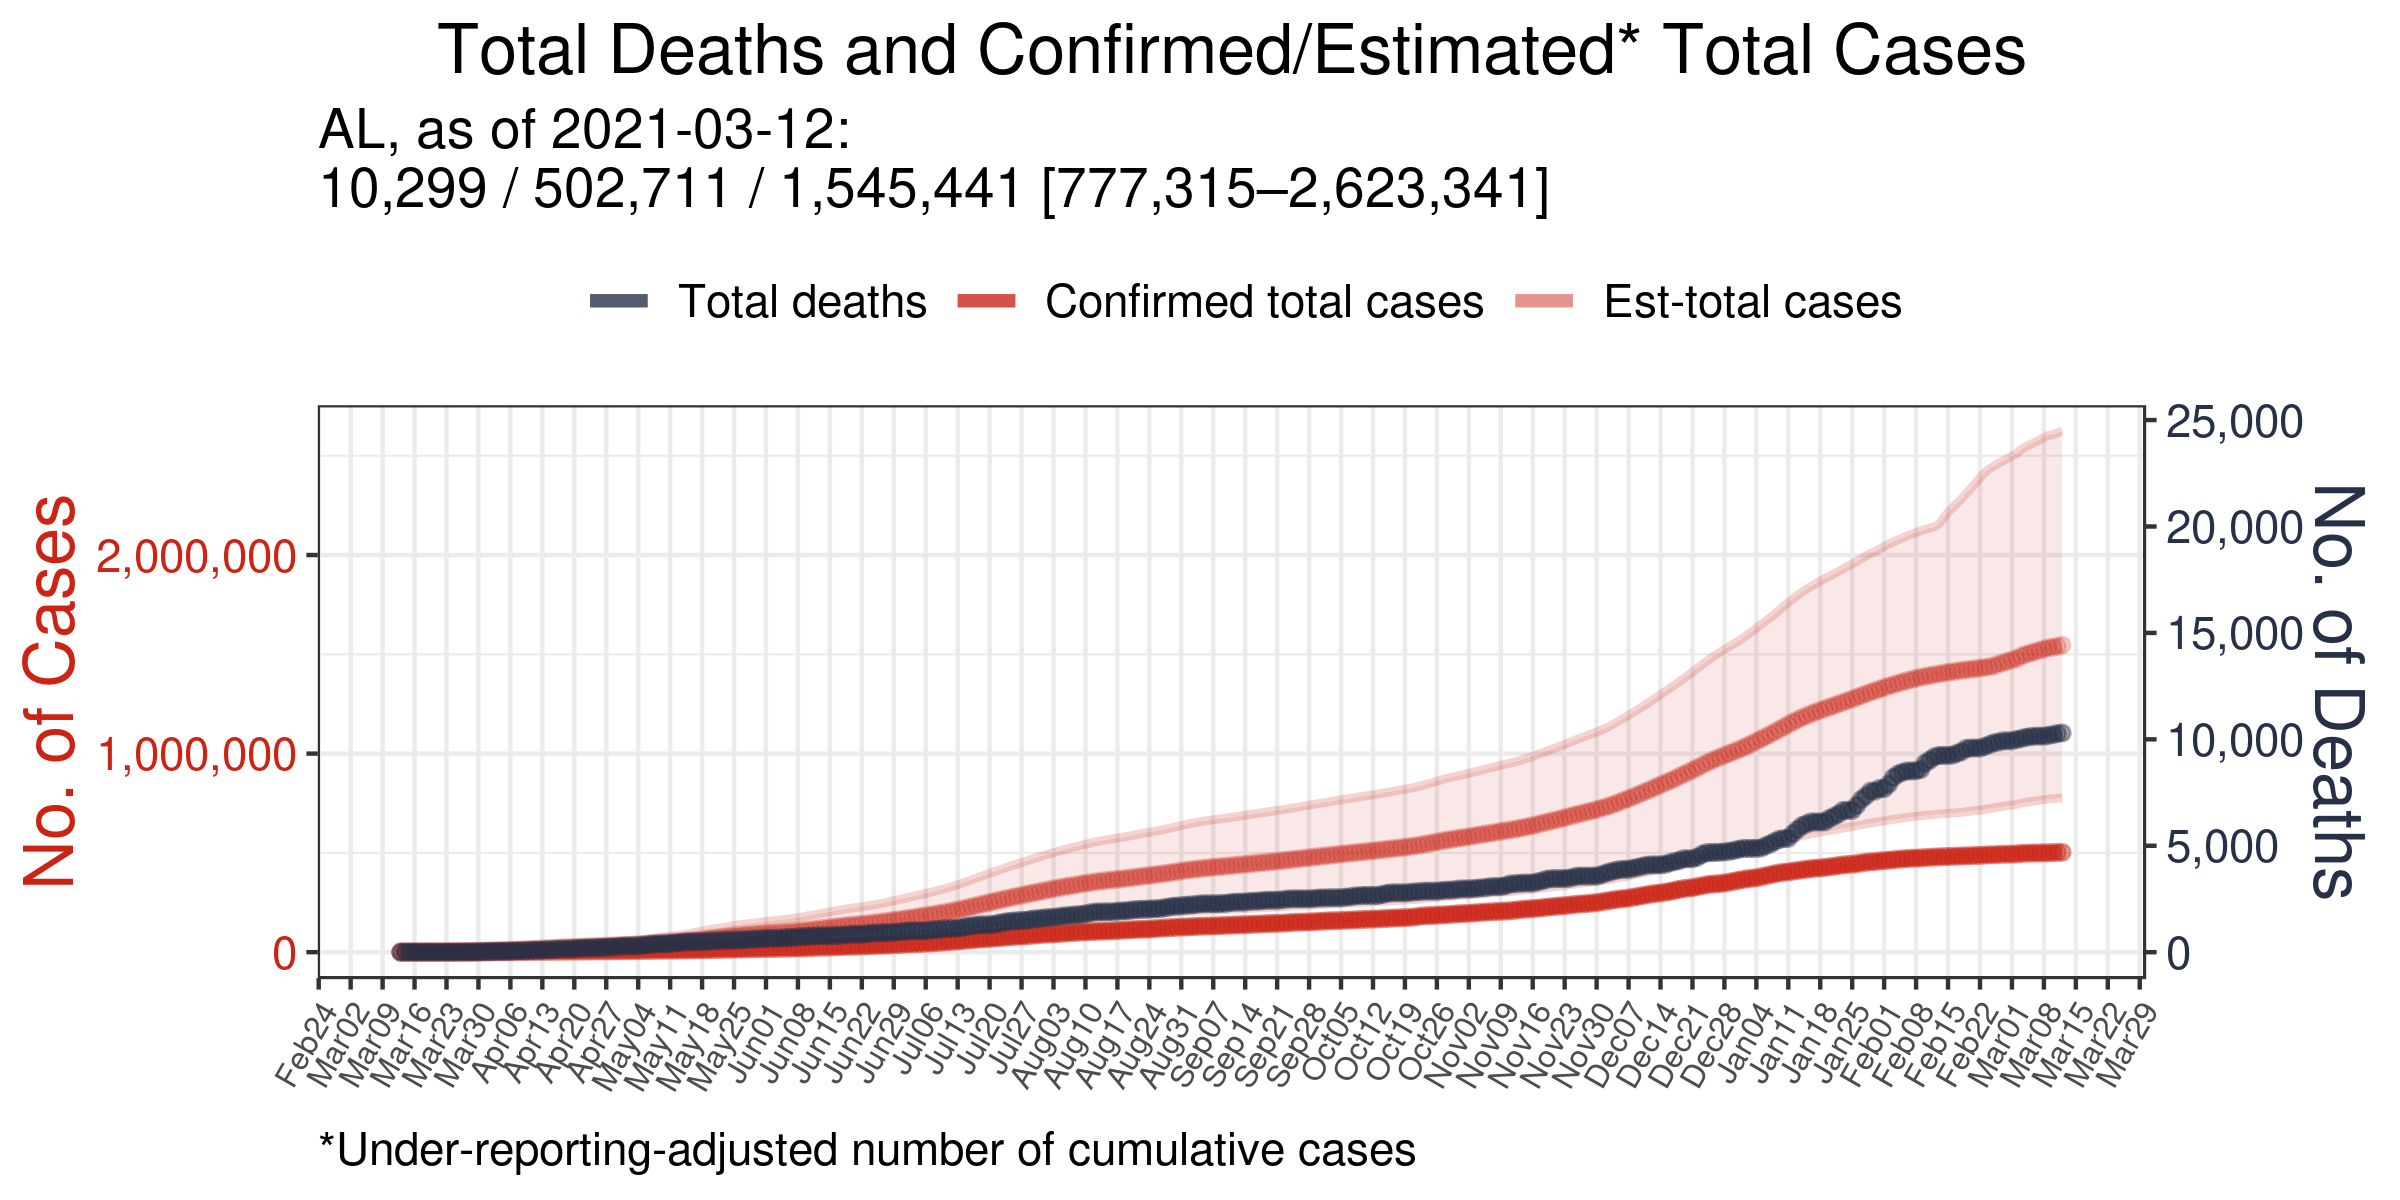 Total Deaths and Confirmed/Estimated* Total Cases
AL, as of 2021-03-12:
10,299 / 502,711 / 1,545,441 [777,315–2,623,341]
Total deaths
Confirmed total cases
Est-total cases
No. of Cases
2,000,000
1,000,000
0
25,000
20,000
15,000
10,000
5,000
0
No. of Deaths
Feb24
Mar02
Mar09
Mar16
Mar23
Mar30
Apr06
Apr13
Apr20
Apr27
May04
May11
May18
May25
Jun01
Jun08
Jun15
Jun22
Jun29
Jul06
Jul13
Jul20
Jul27
Aug03
Aug10
Aug17
Aug24
Aug31
Sep07
Sep14
Sep21
Sep28
Oct05
Oct12
Oct19
Oct26
Nov02
Nov09
Nov16
Nov23
Nov30
Dec07
Dec14
Dec21
Dec28
Jan04
Jan11
Jan18
Jan25
Feb01
Feb08
Feb15
Feb22
Mar01
Mar08
Mar15
Mar22
Mar29
*Under-reporting-adjusted number of cumulative cases